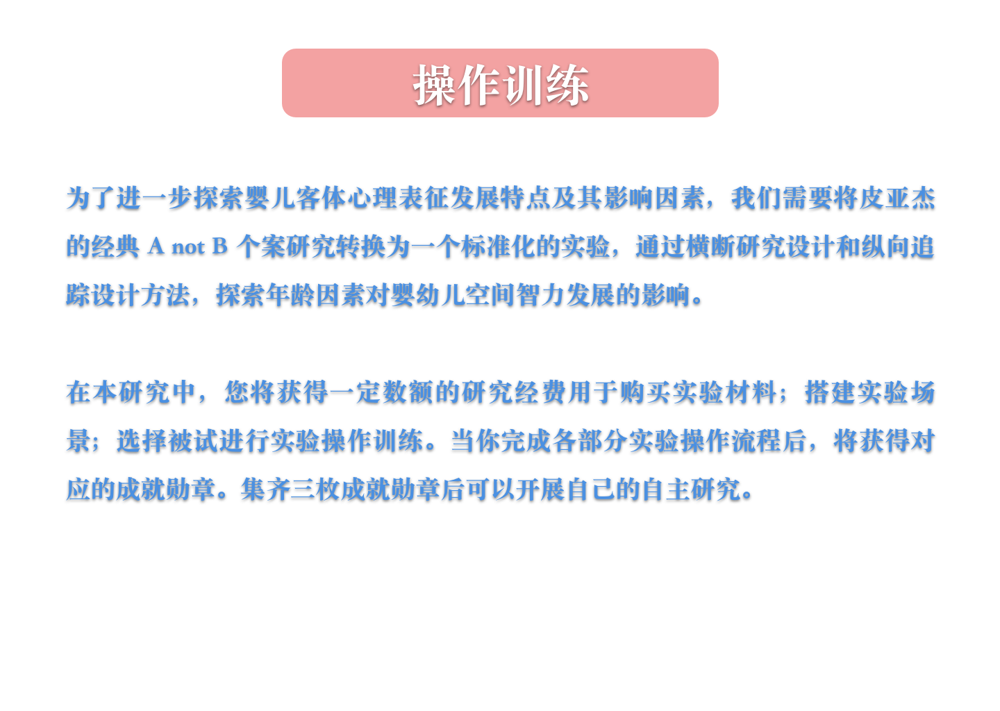 操作训练
为了进一步探索婴儿客体心理表征发展特点及其影响因素，我们需要将皮亚杰
的经典 A not B 个案研究转换为一个标准化的实验，通过横断研究设计和纵向追
踪设计方法，探索年龄因素对婴幼儿空间智力发展的影响。
在本研究中，您将获得一定数额的研究经费用于购买实验材料；搭建实验场
景；选择被试进行实验操作训练。当你完成各部分实验操作流程后，将获得对
应的成就勋章。集齐三枚成就勋章后可以开展自己的自主研究。